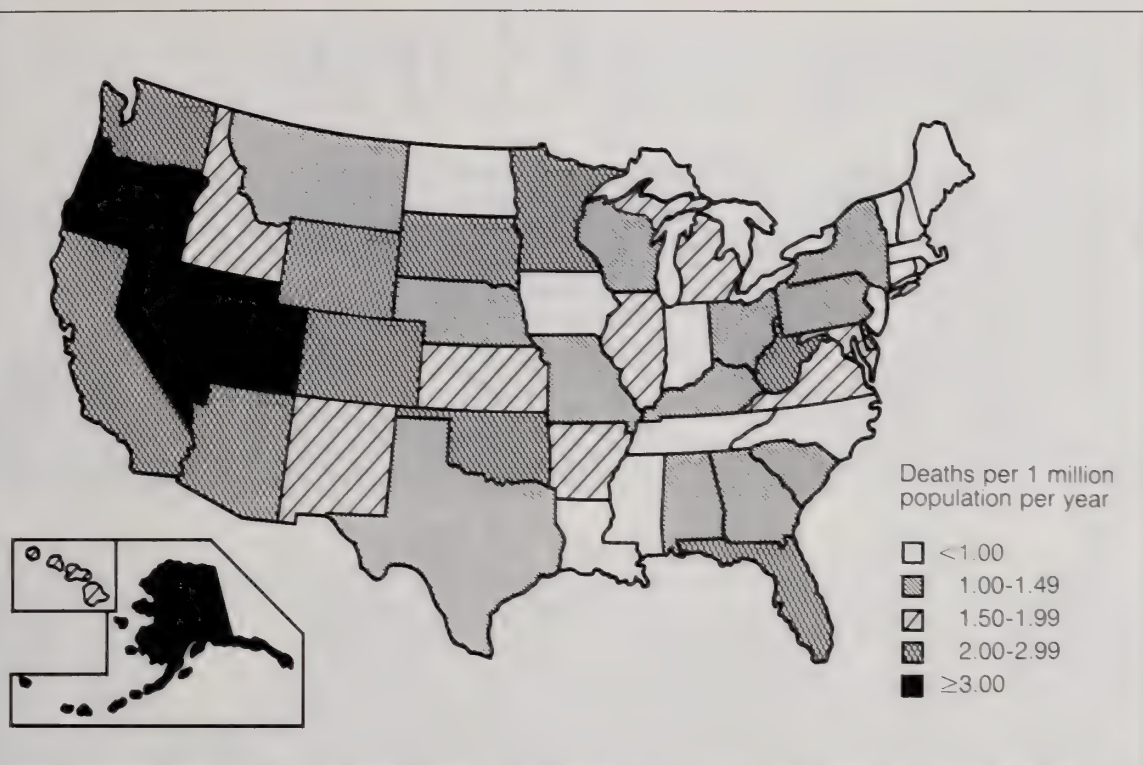 Deaths per 1 million
population per year
<1.00
1.00-1.49
1.50-1.99
2.00-2.99
≥3.00